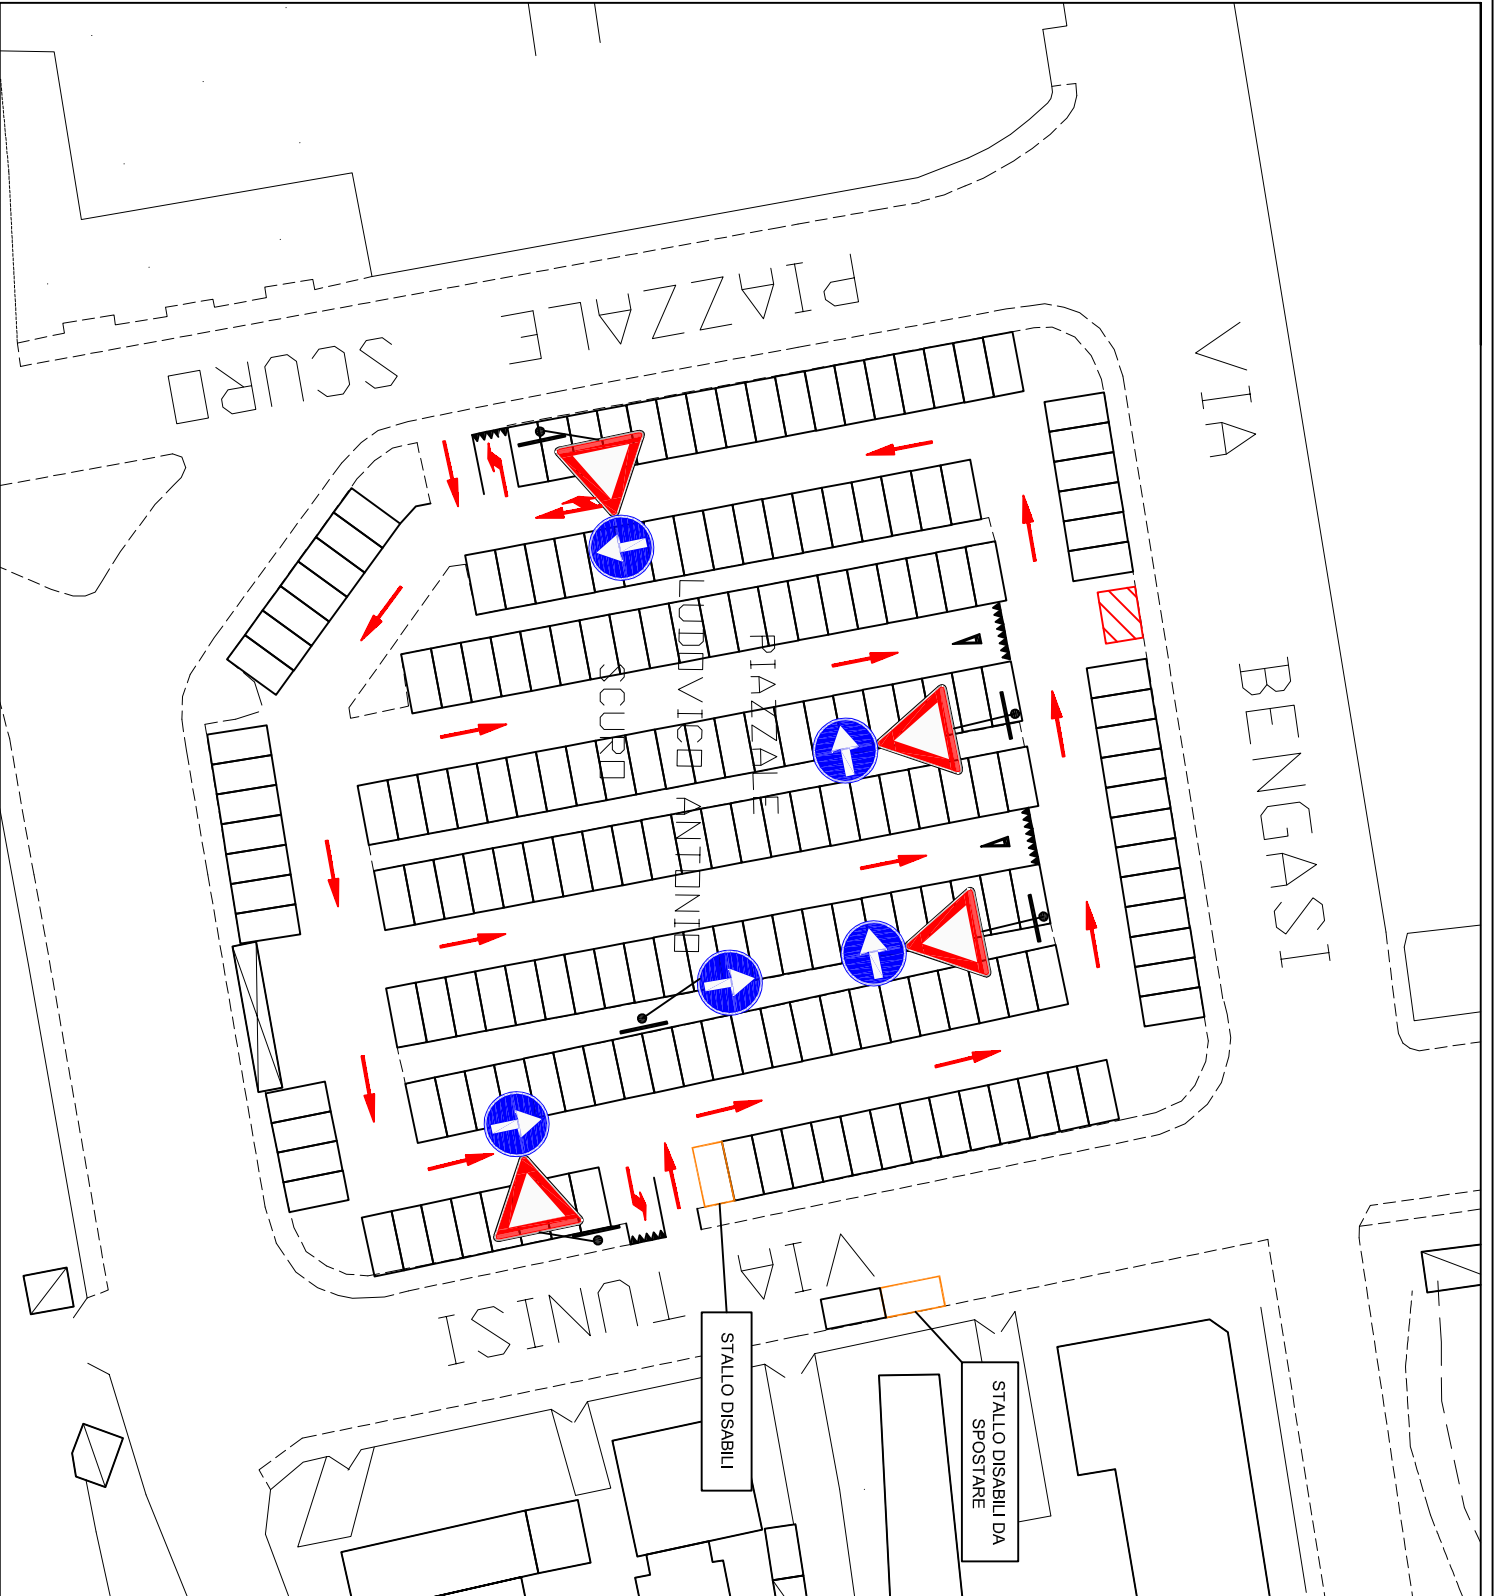 PIAZZALE
SCURO
VIA
BENGASI
PIAZZALE
LUDOVICO ANTONIO
SCURO
VIA TUNISI
STALLO DISABILI
STALLO DISABILI DA
SPOSTARE